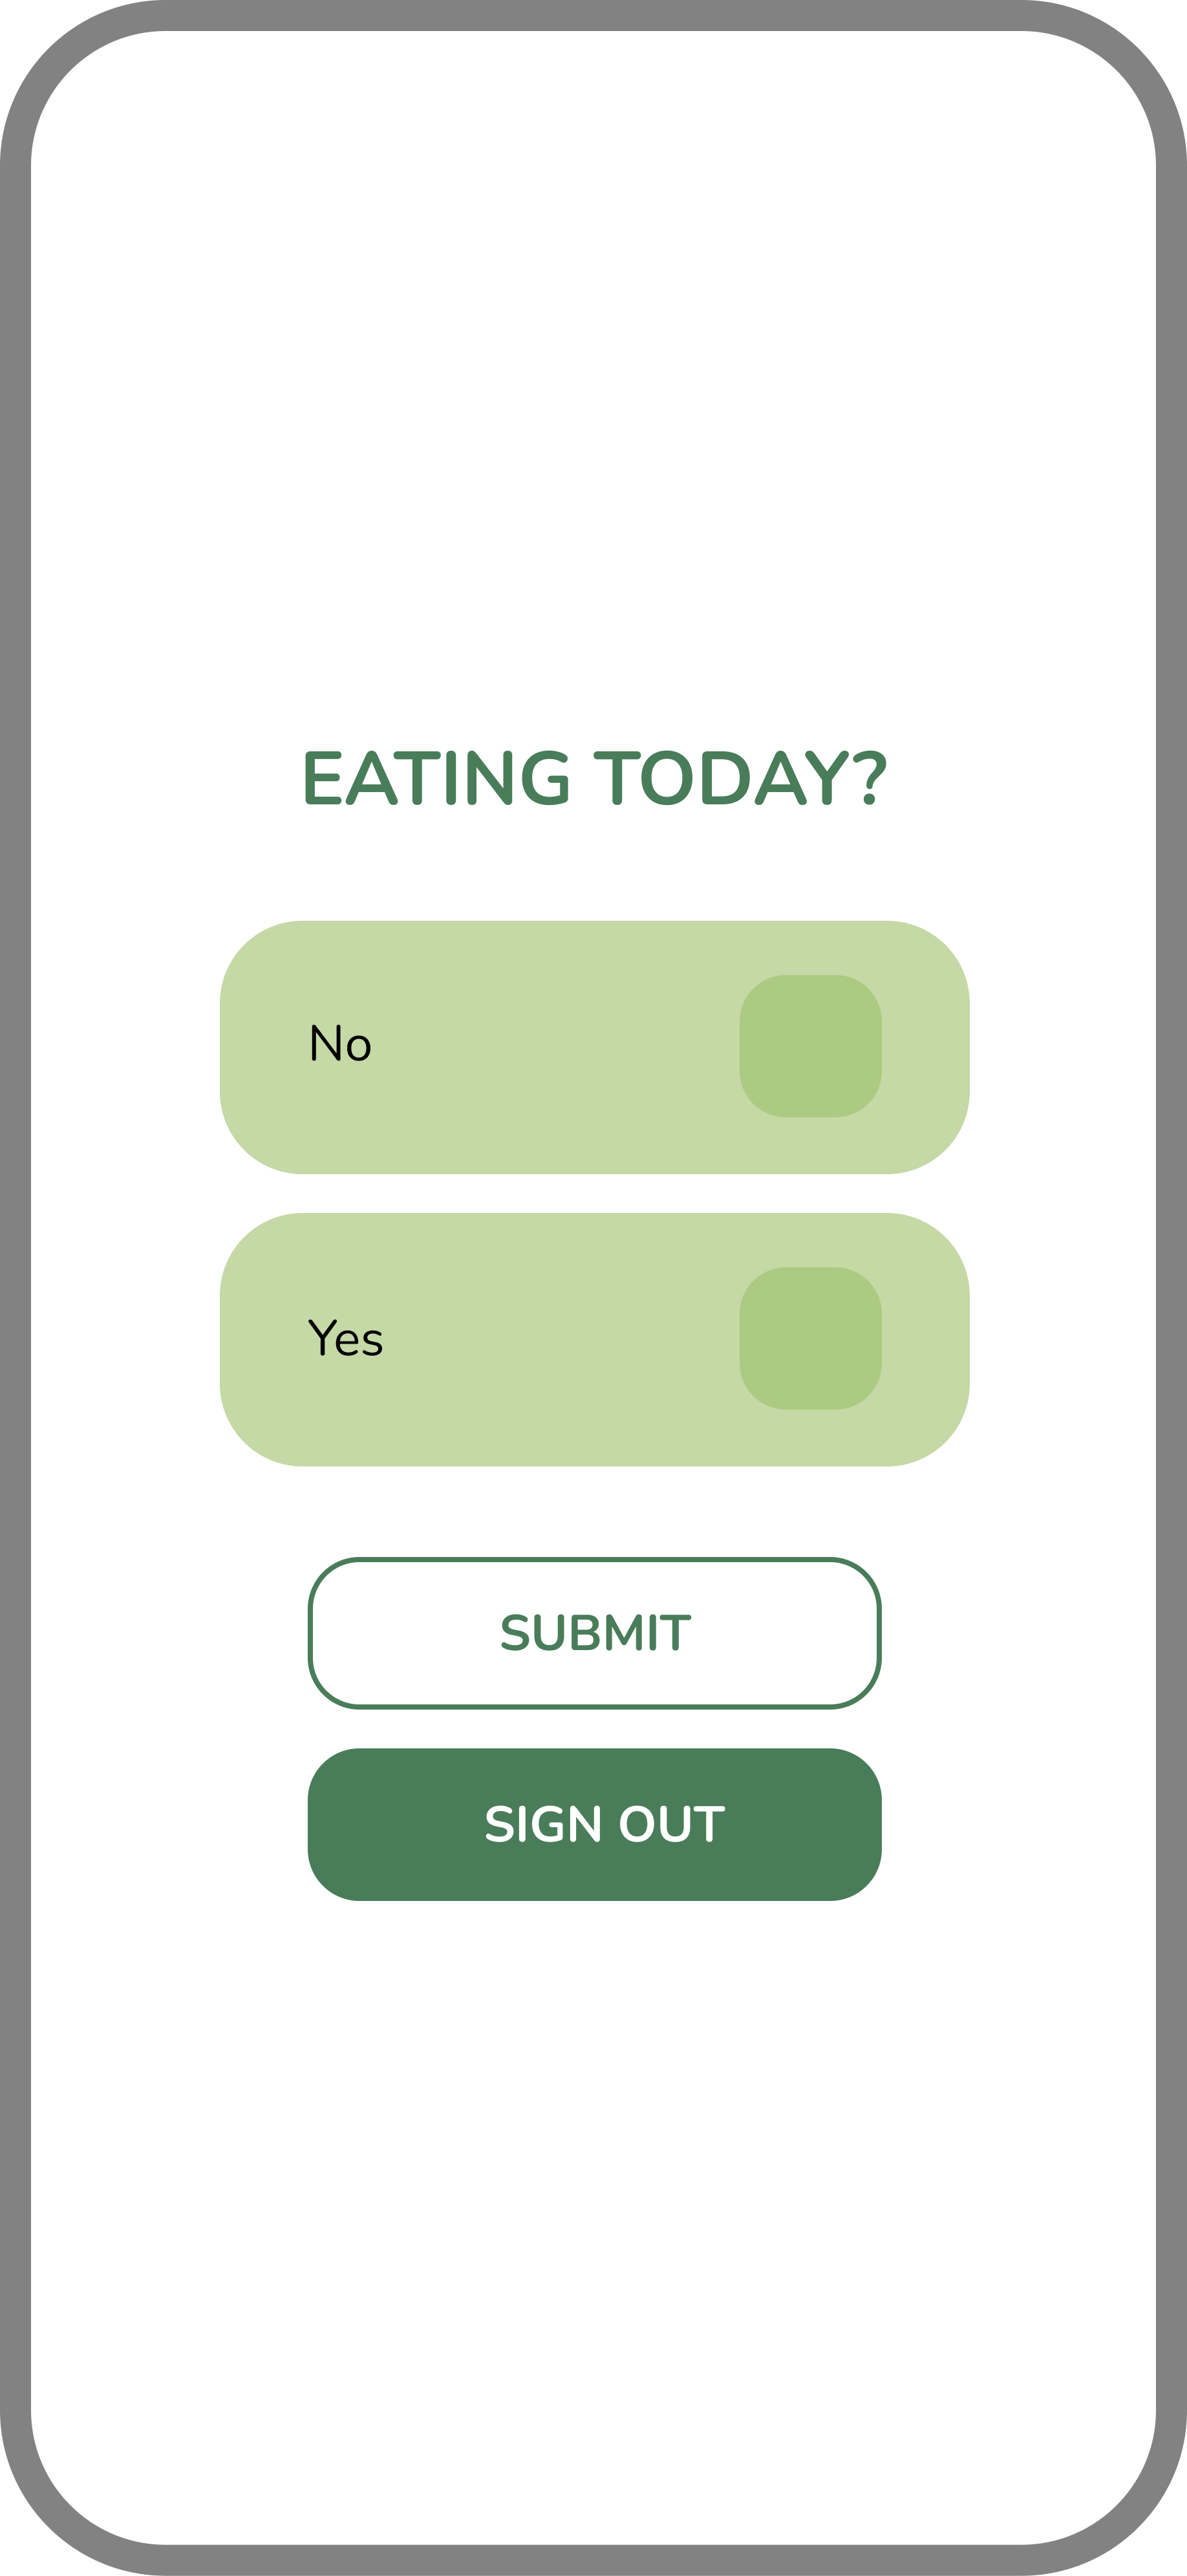 EATING TODAY?
No
Yes
SUBMIT
SIGN OUT